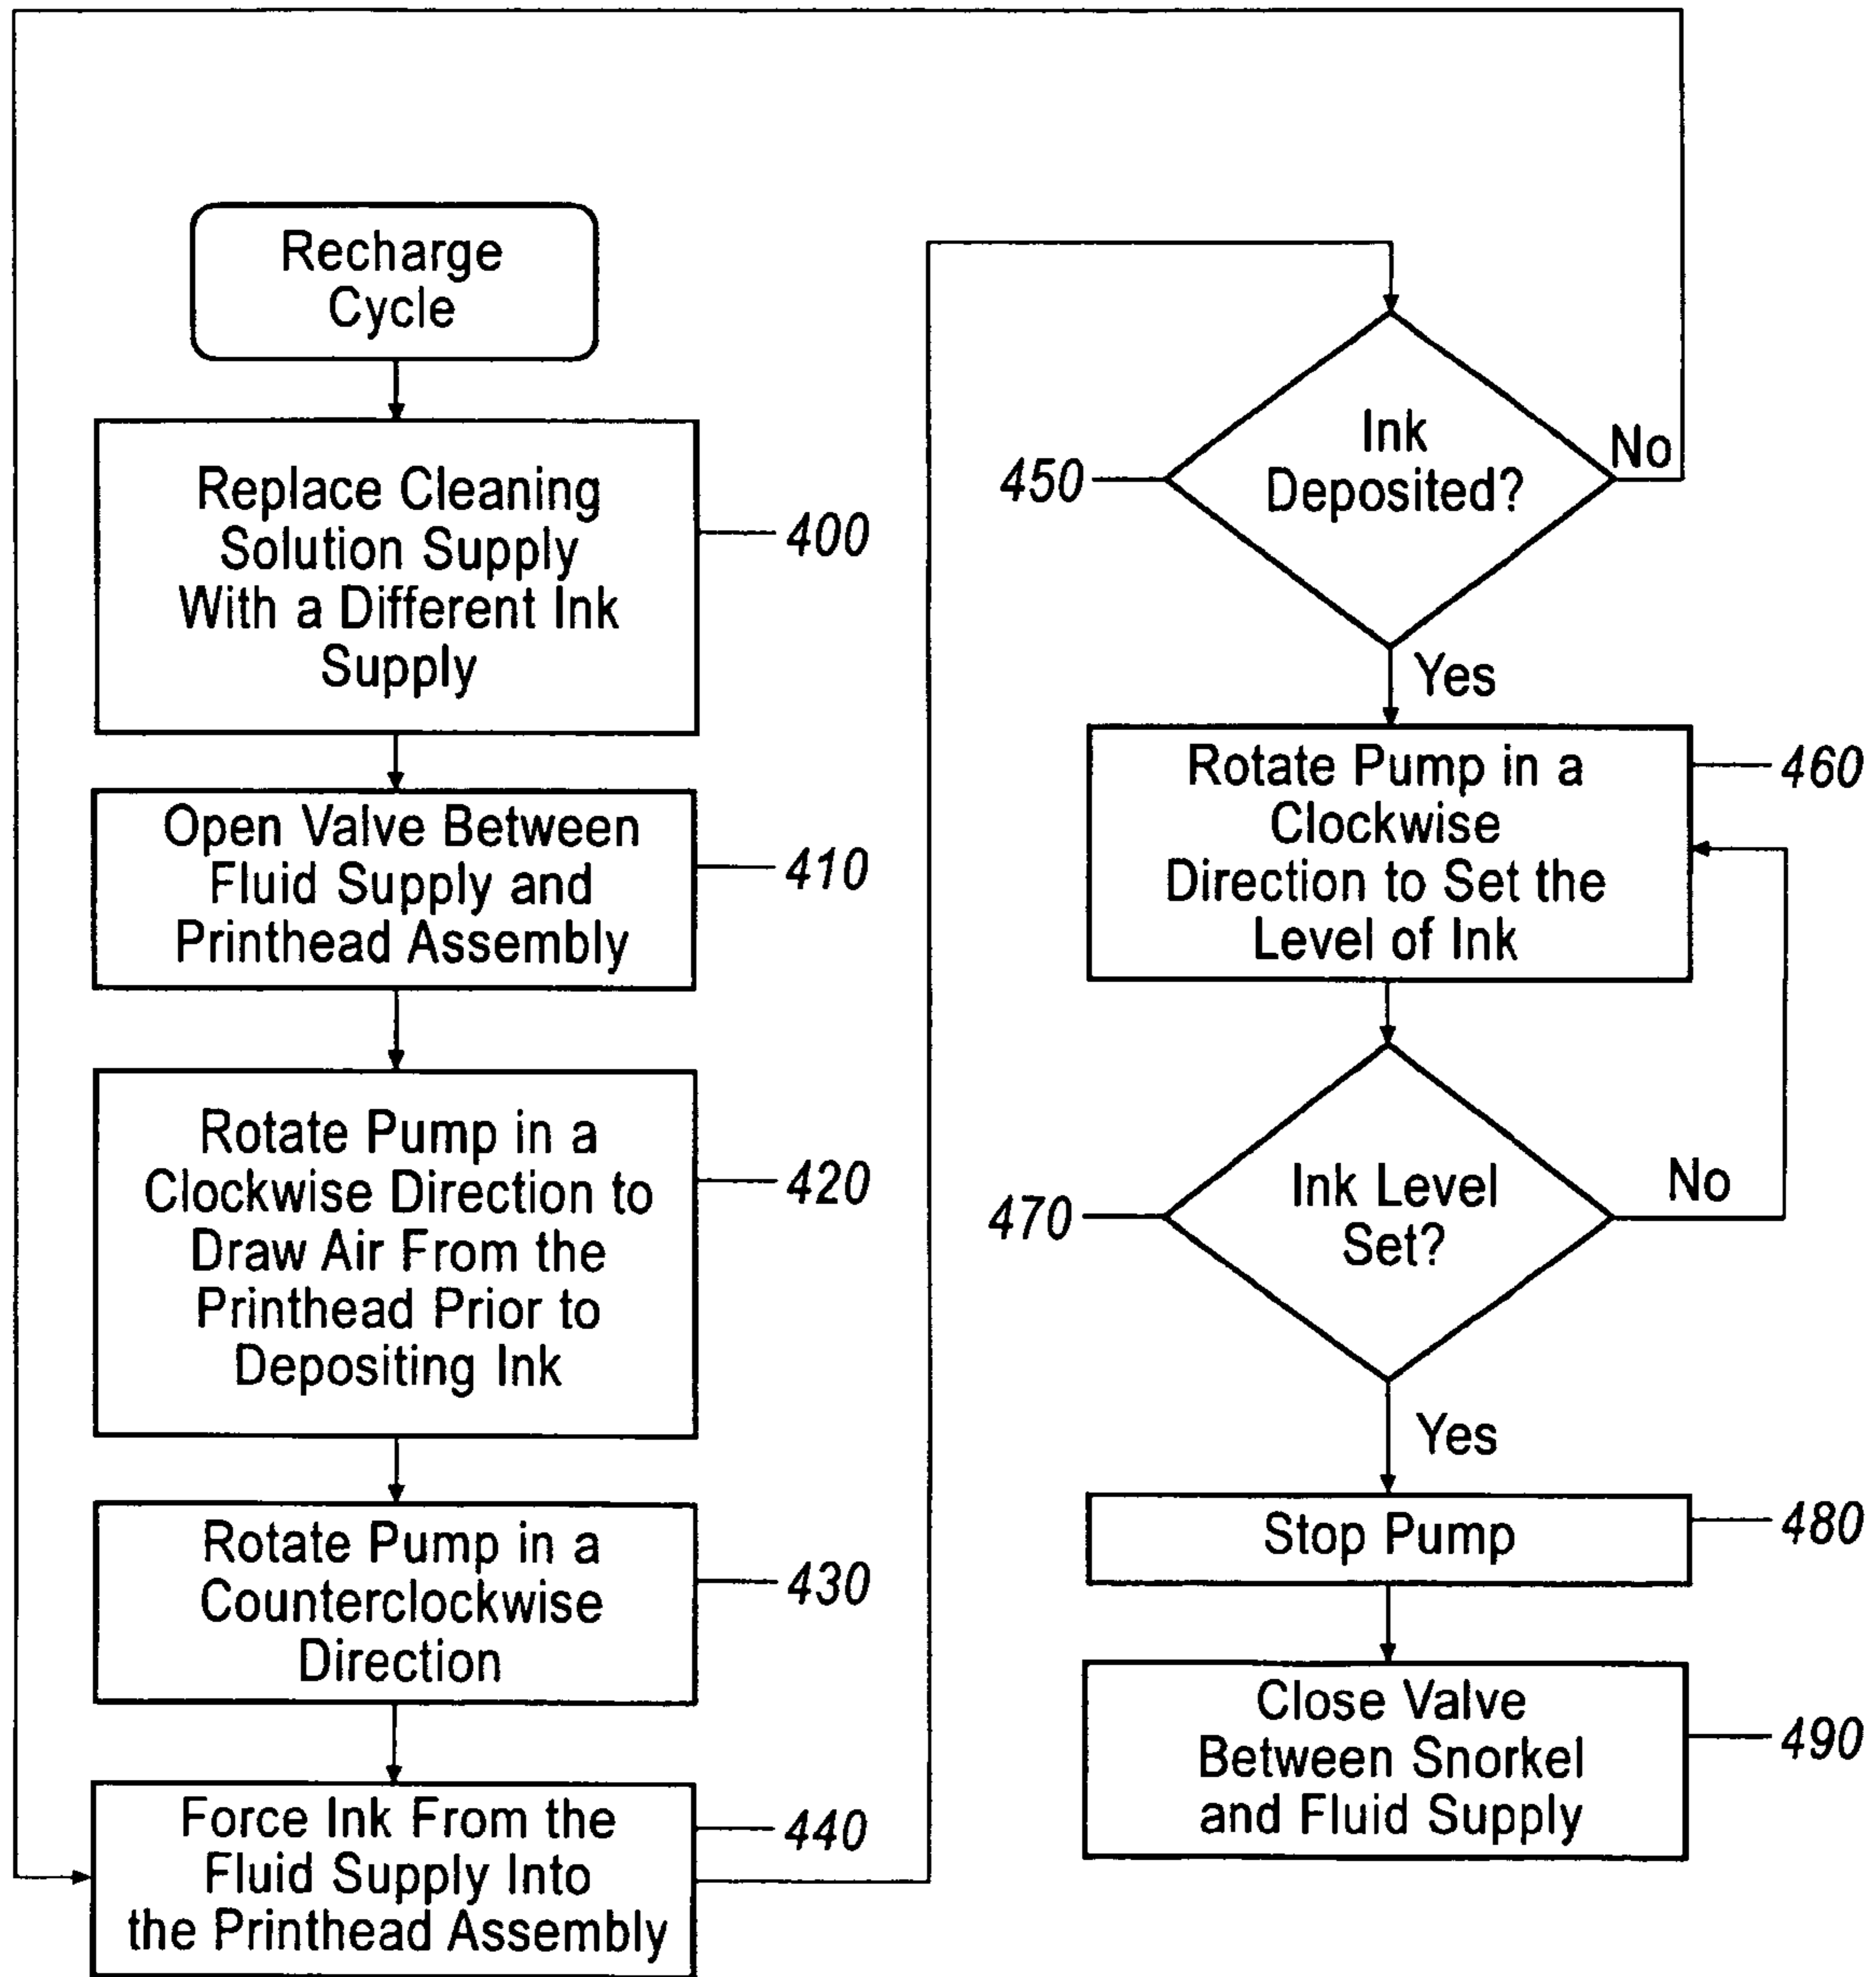 Recharge
Cycle
Replace Cleaning
Solution Supply
With a Different Ink
Supply
400
Open Valve Between
Fluid Supply and
Printhead Assembly
410
Rotate Pump in a
Clockwise Direction to
Draw Air From the
Printhead Prior to
Depositing Ink
420
Rotate Pump in a
Counterclockwise
Direction
430
Force Ink From the
Fluid Supply Into
the Printhead Assembly
440
Ink
Deposited?
450
No
Yes
Rotate Pump in a
Clockwise
Direction to Set the
Level of Ink
460
Ink Level
Set?
470
No
Yes
Stop Pump
480
Close Valve
Between Snorkel
and Fluid Supply
490